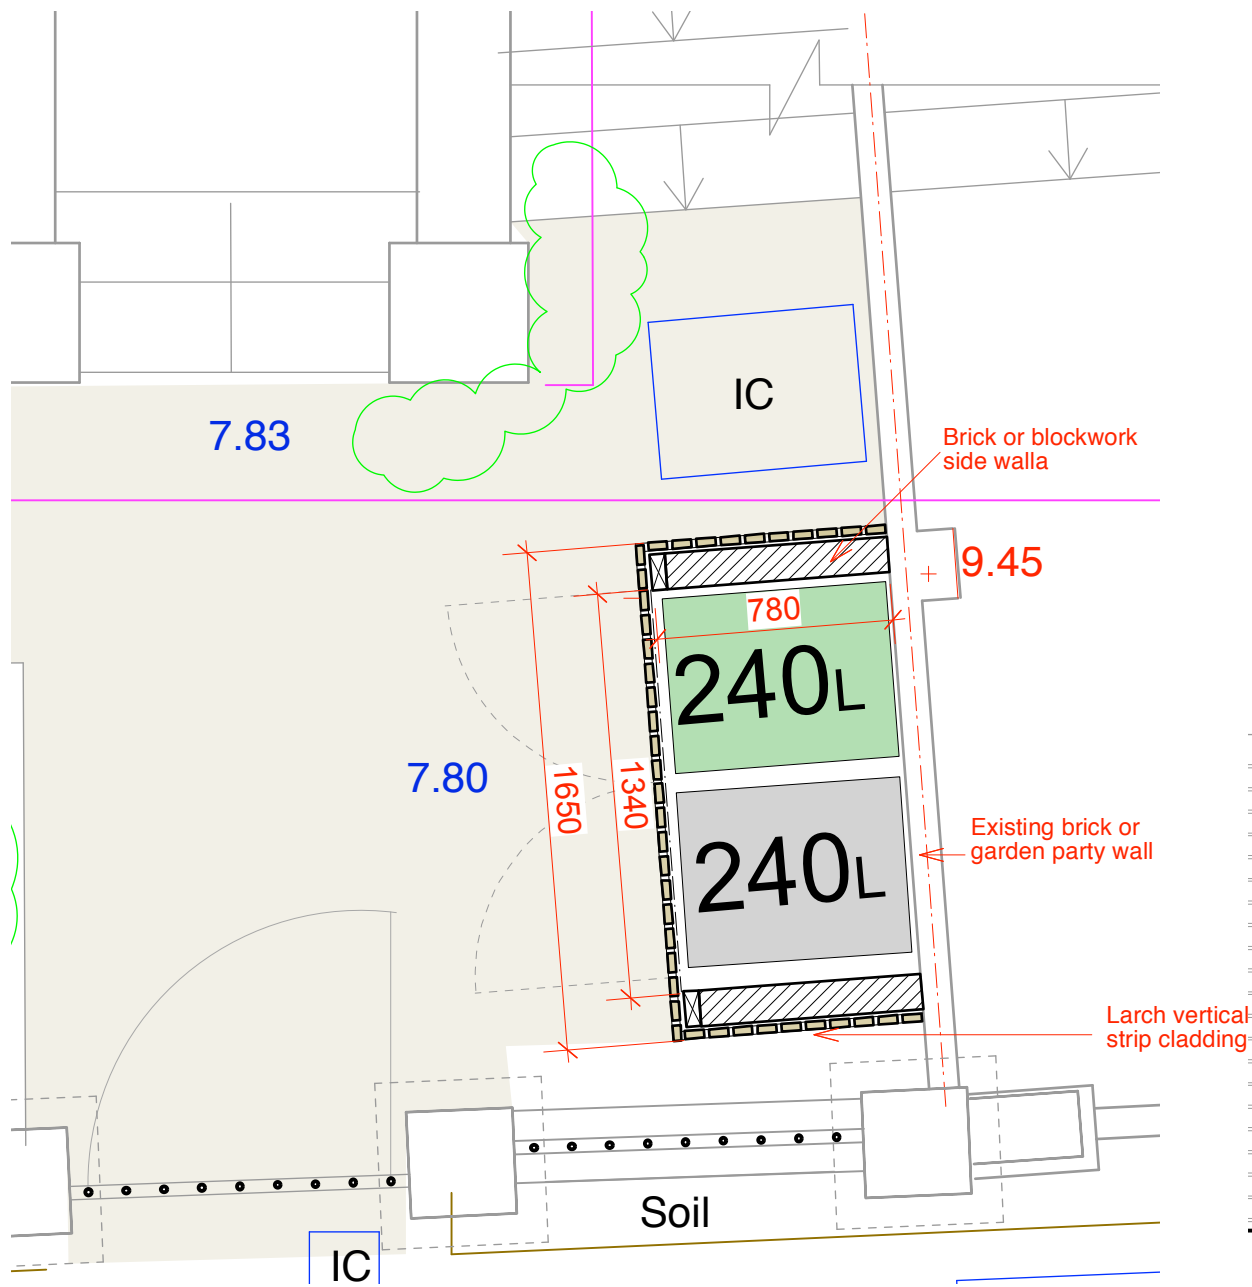 IC
7.83
Brick or blockwork
side walla
9.45
780
240L
7.80
1650
1340
240L
Existing brick or
garden party wall
Larch vertical
strip cladding
Soil
IC